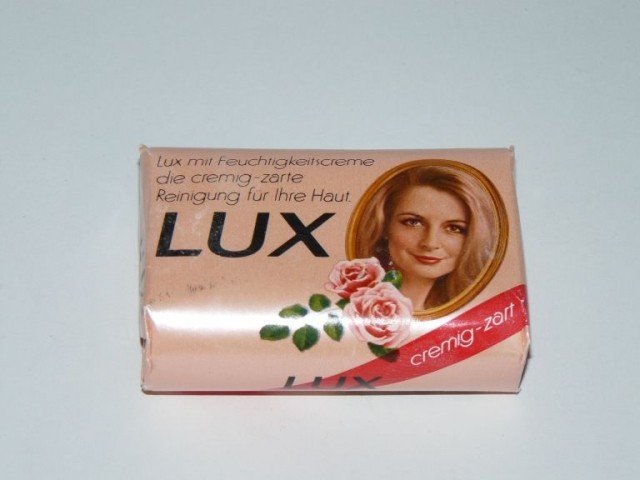 Lux mit Feuchtigkeitscreme
die cremig-zarte
Reinigung für Ihre Haut.
LUX
cremig-zart
LUX